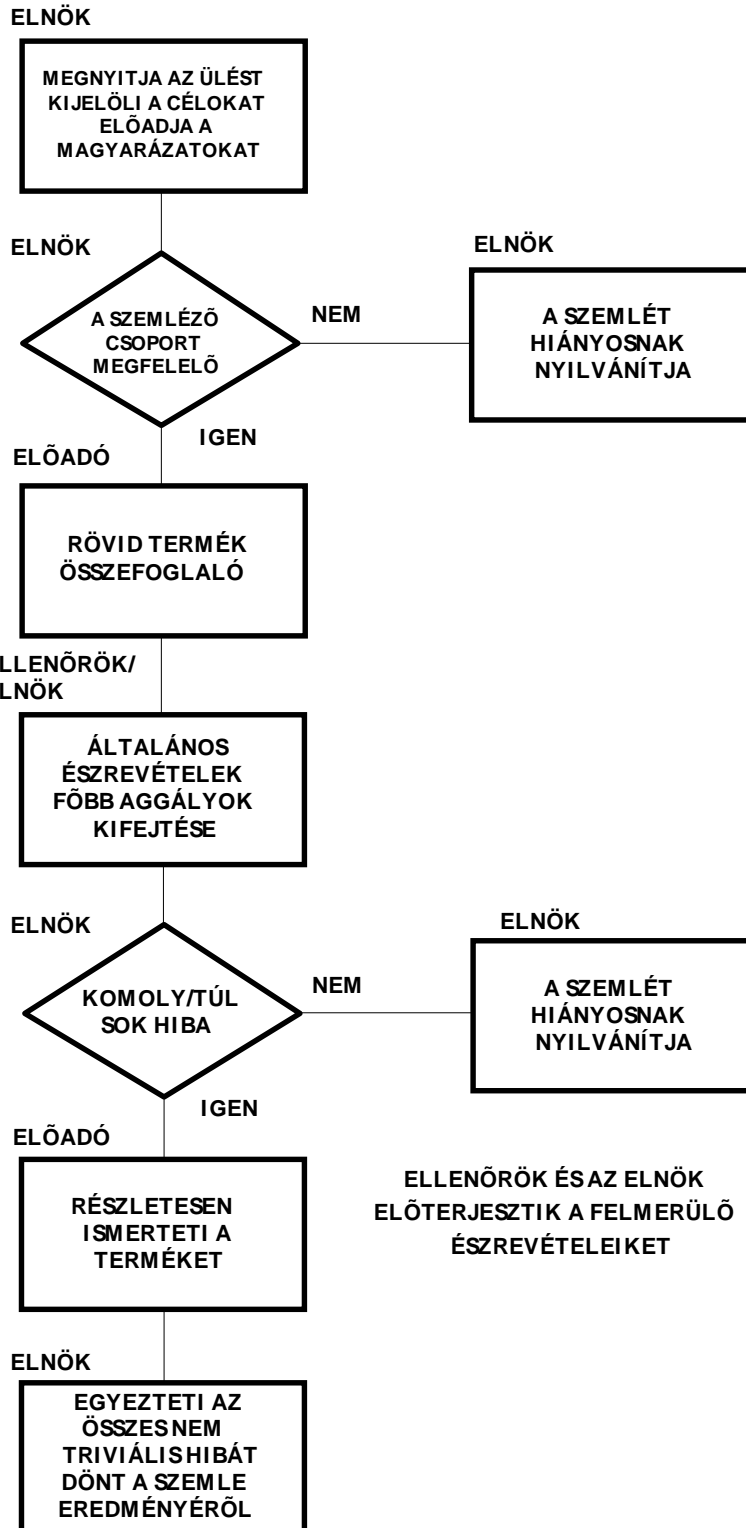 ELNÖK
MEGNYITJA AZ ÜLÉST
KIJELÖLI A CÉLOKAT
ELÕADJA A
MAGYARÁZATOKAT
ELNÖK
A SZEMLÉZÕ
CSOPORT
MEGFELELÕ
NEM
ELNÖK
A SZEMLÉT
HIÁNYOSNAK
NYILVÁNÍTJA
IGEN
ELÕADÓ
RÖVID TERMÉK
ÖSSZEFOGLALÓ
LLENÕRÖK/
LNÖK
ÁLTALÁNOS
ÉSZREVÉTELEK
FÕBB AGGÁLYOK
KIFEJTÉSE
ELNÖK
KOMOLY/TÚL
SOK HIBA
NEM
ELNÖK
A SZEMLÉT
HIÁNYOSNAK
NYILVÁNÍTJA
IGEN
ELÕADÓ
RÉSZLETESEN
ISMERTETI A
TERMÉKET
ELLENÕRÖK ÉS AZ ELNÖK
ELÕTERJESZTIK A FELMERÜLÕ
ÉSZREVÉTELEIKET
ELNÖK
EGYEZTETI AZ
ÖSSZES NEM
TRIVIÁLIS HIBÁT
DÖNT A SZEMLE
EREDMÉNYÉRÕL